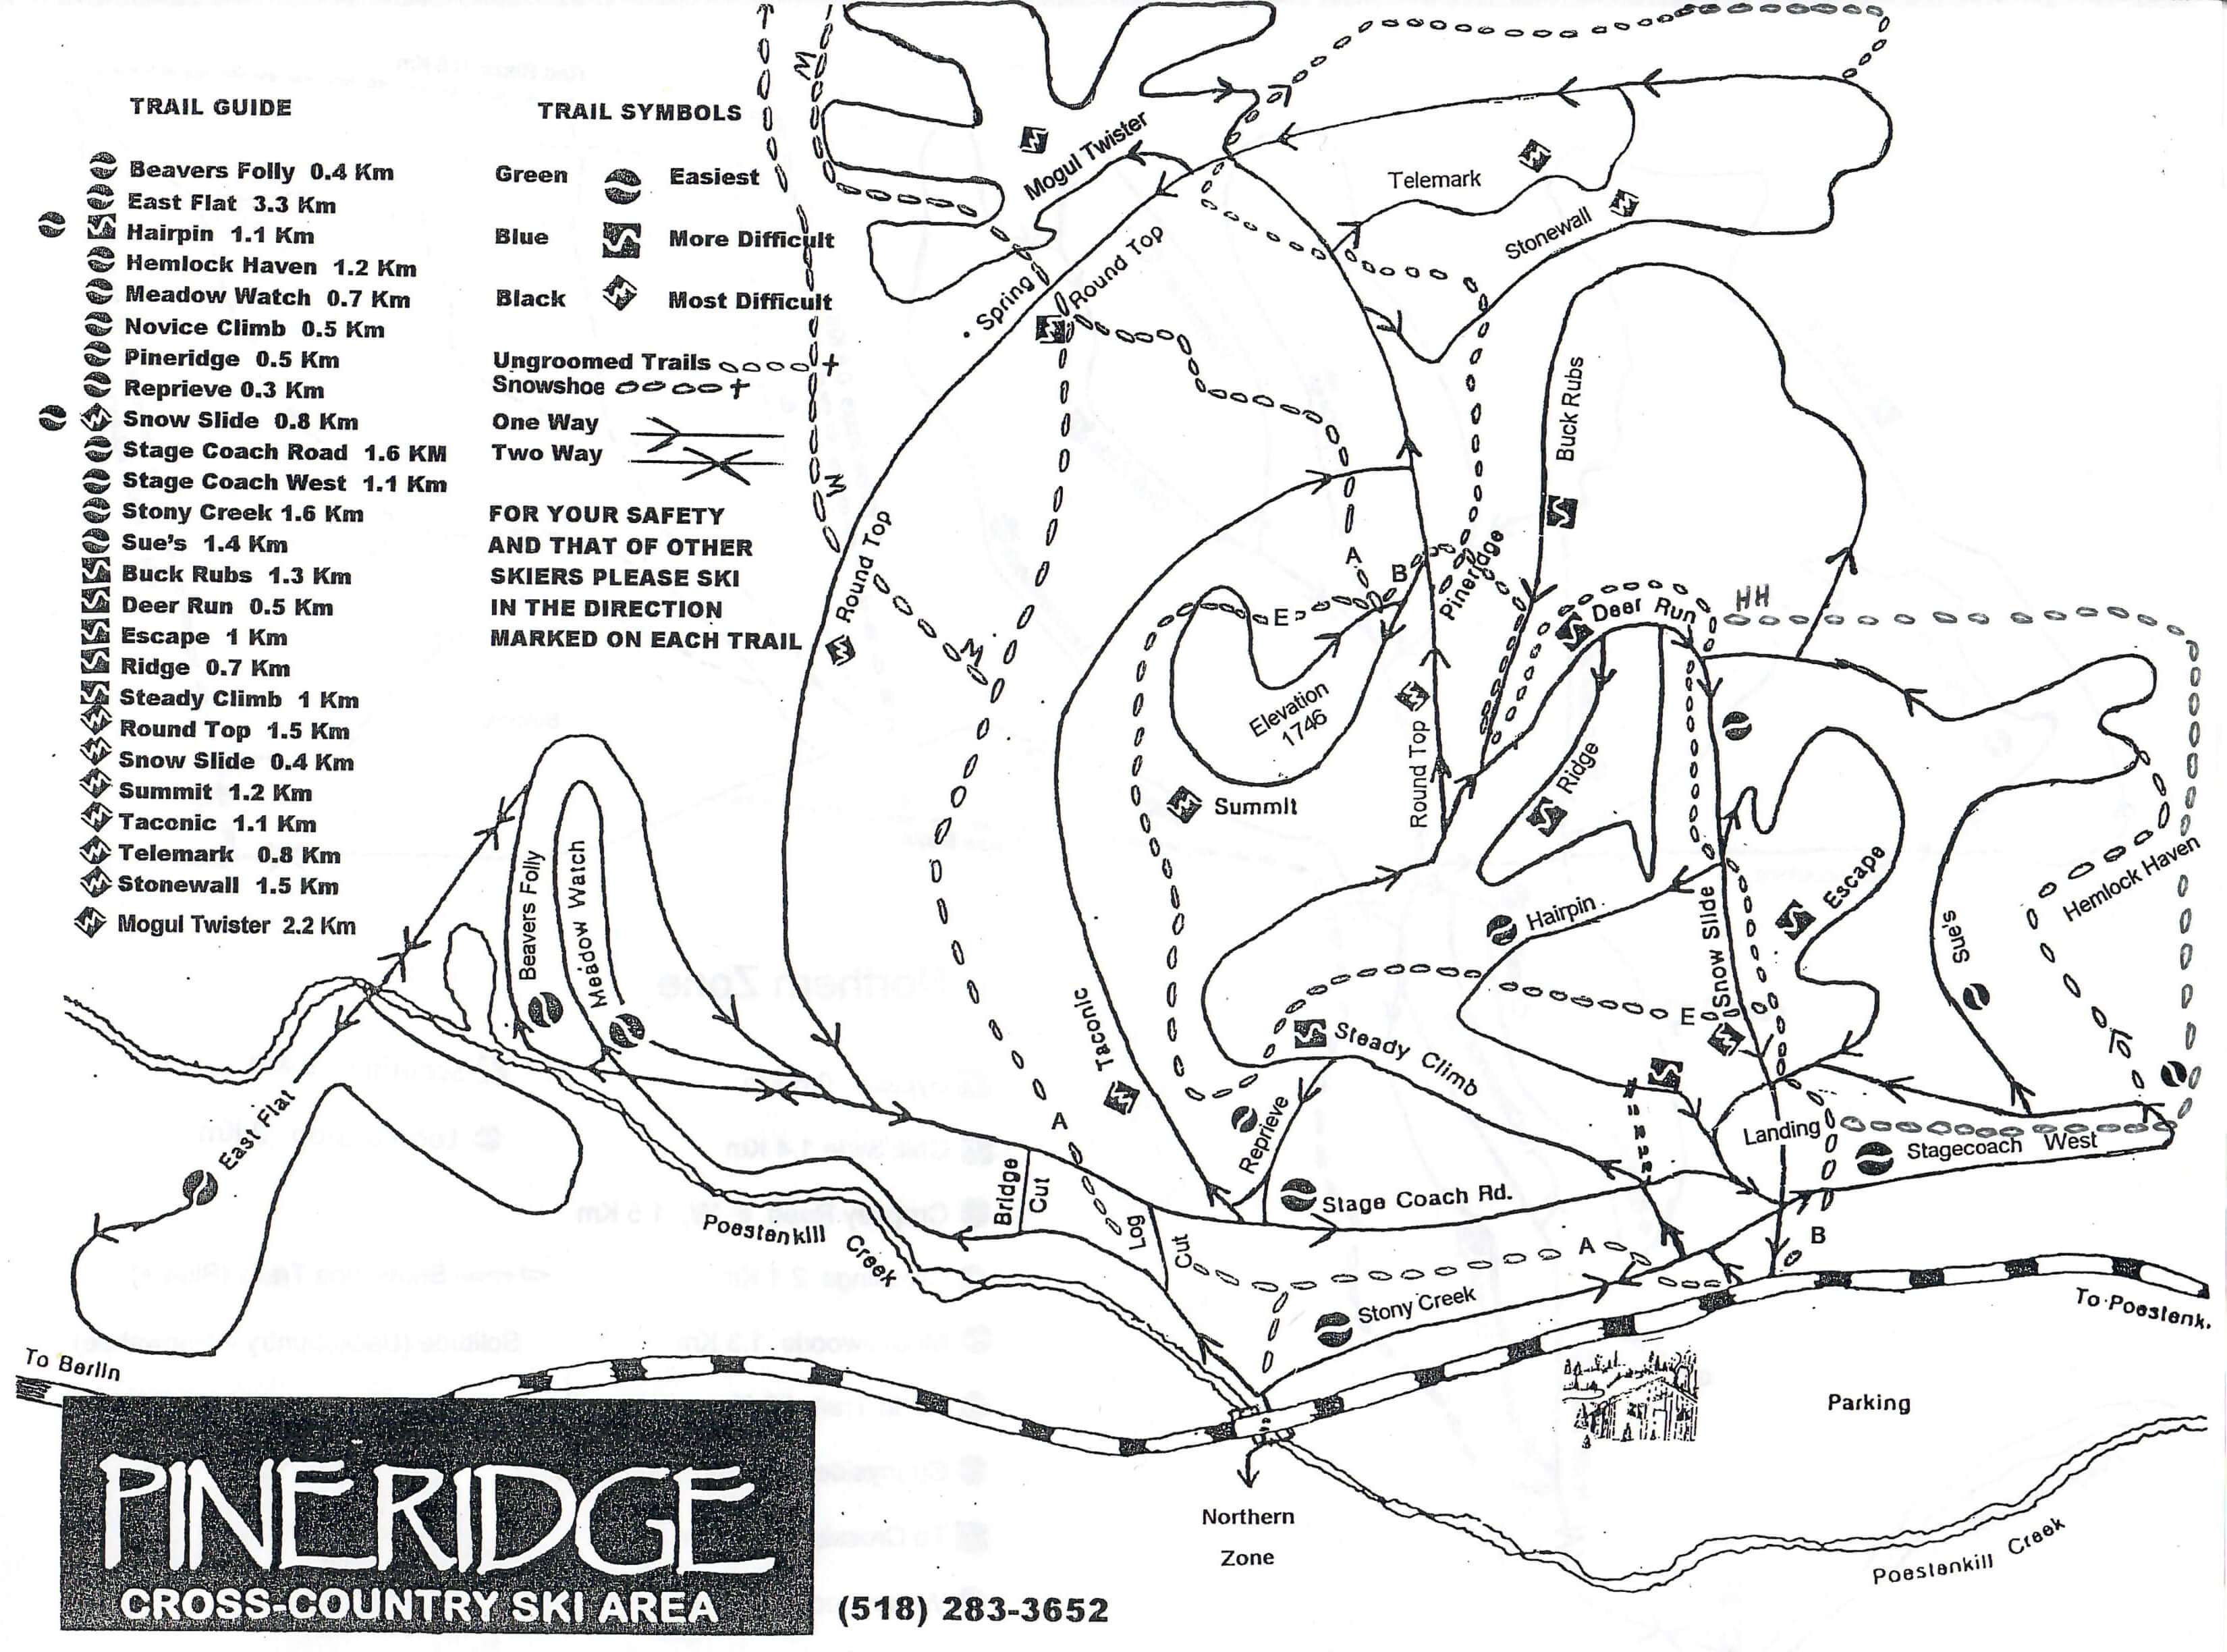 TRAIL GUIDE
Beavers Folly 0.4 Km
East Flat 3.3 Km
Hairpin 1.1 Km
Hemlock Haven 1.2 Km
Meadow Watch 0.7 Km
Novice Climb 0.5 Km
Pineridge 0.5 Km
Reprieve 0.3 Km
Snow Slide 0.8 Km
Stage Coach Road 1.6 KM
Stage Coach West 1.1 Km
Stony Creek 1.6 Km
Sue's 1.4 Km
Buck Rubs 1.3 Km
Deer Run 0.5 Km
Escape 1 Km
Ridge 0.7 Km
Steady Climb 1 Km
Round Top 1.5 Km
Snow Slide 0.4 Km
Summit 1.2 Km
Taconic 1.1 Km
Telemark 0.8 Km
Stonewall 1.5 Km
Mogul Twister 2.2 Km
TRAIL SYMBOLS
Green Easiest
Blue More Difficult
Black Most Difficult
Ungroomed Trails
Snowshoe
One Way
Two Way
FOR YOUR SAFETY
AND THAT OF OTHER
SKIERS PLEASE SKI
IN THE DIRECTION
MARKED ON EACH TRAIL
M
M
M
Mogul Twister
Spring
Round Top
Round Top
Telemark
Stonewall
Buck Rubs
Pineridge
A
B
E
Elevation
1746
Summit
Round Top
Deer Run
HH
Ridge
Hairpin
Snow Slide
E
Escape
Sue's
Hemlock Haven
Beavers Folly
Meadow Watch
East Flat
Taconic
Steady Climb
Reprieve
A
Bridge
Cut
Log
Cut
Stage Coach Rd.
Landing
Stagecoach West
B
A
Stony Creek
Poestenkill Creek
To Poestenk.
To Berlin
Parking
Northern
Zone
Poestenkill Creek
PINERIDGE
CROSS-COUNTRY SKI AREA
(518) 283-3652